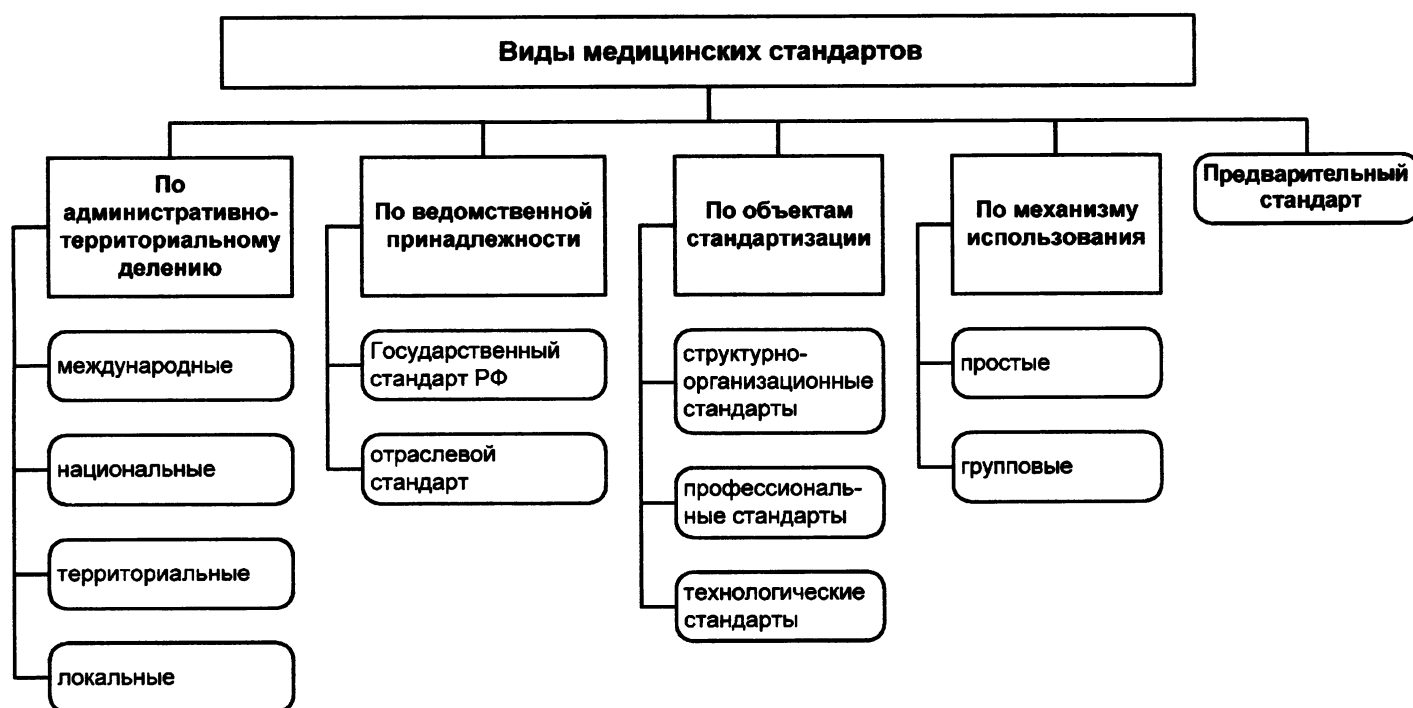 Виды медицинских стандартов
По
административно-
территориальному
делению
международные
национальные
территориальные
локальные
По ведомственной
принадлежности
Государственный
стандарт РФ
отраслевой
стандарт
По объектам
стандартизации
структурно-
организационные
стандарты
профессиональ-
ные стандарты
технологические
стандарты
По механизму
использования
простые
групповые
Предварительный
стандарт